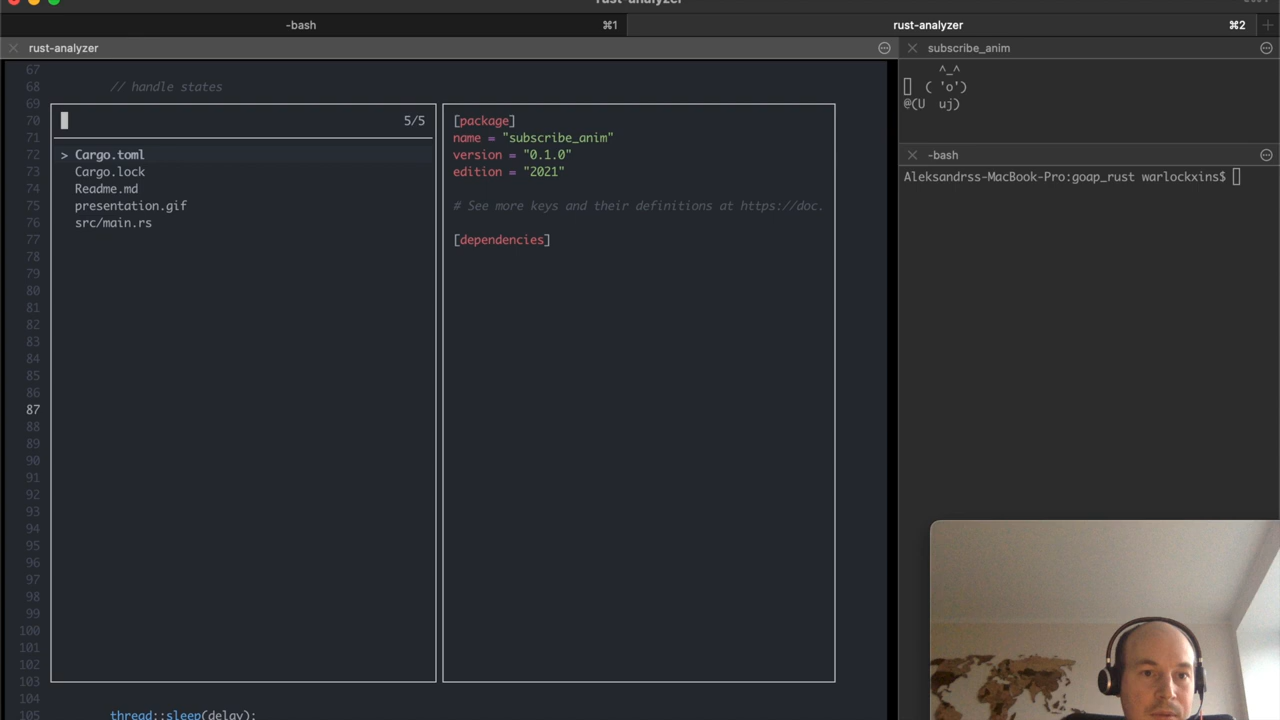 -bash ⌘1 rust-analyzer ⌘2
rust-analyzer
67
68 // handle states
69
70 5/5
71
72 > Cargo.toml
73 Cargo.lock
74 Readme.md
75 presentation.gif
76 src/main.rs
77
78
79
80
81
82
83
84
85
86
87
88
89
90
91
92
93
94
95
96
97
98
99
100
101
102
103
104
105 thread::sleep(delay);
[package]
name = "subscribe_anim"
version = "0.1.0"
edition = "2021"
# See more keys and their definitions at https://doc.
[dependencies]
subscribe_anim
^_^
( 'o')
@(U  uj)
-bash
Aleksandrss-MacBook-Pro:goap_rust warlockxins$